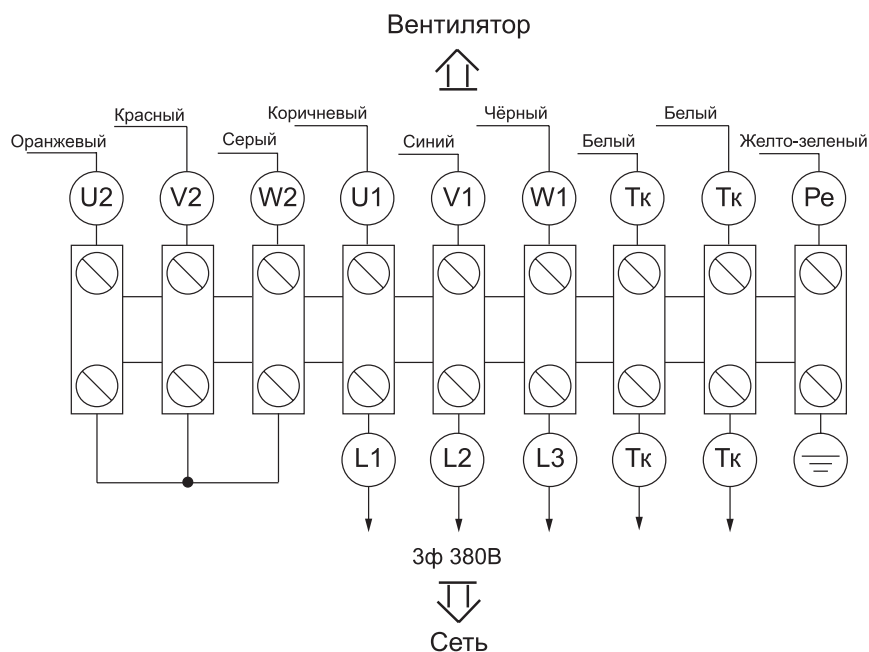 Вентилятор
Оранжевый
Красный
Серый
Коричневый
Синий
Чёрный
Белый
Белый
Желто-зеленый
U2 V2 W2 U1 V1 W1 Тк Тк Pe
L1 L2 L3 Тк Тк
3ф 380В
Сеть